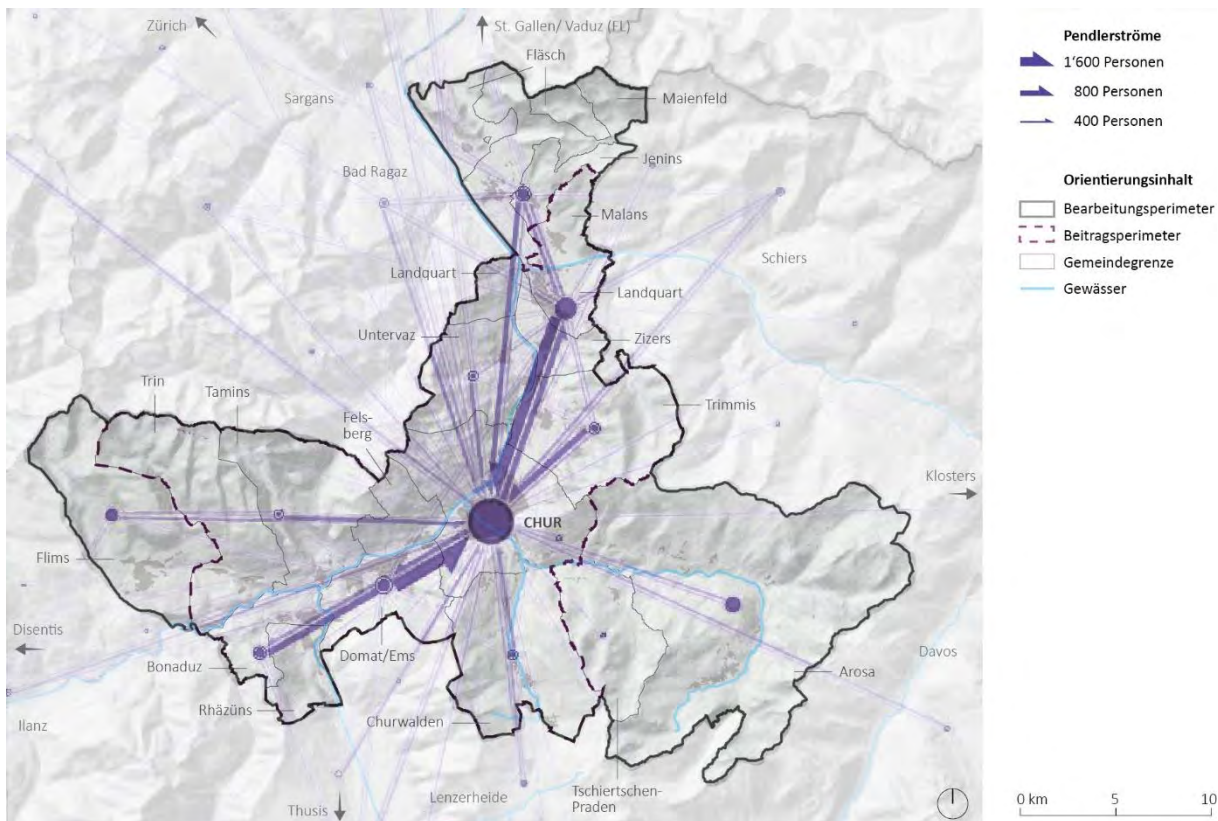 Zürich
St. Gallen/ Vaduz (FL)
Fläsch
Maienfeld
Sargans
Jenins
Bad Ragaz
Malans
Schiers
Landquart
Landquart
Untervaz
Zizers
Trin
Tamins
Trimmis
Fels-
berg
Klosters
CHUR
Flims
Disentis
Domat/Ems
Davos
Bonaduz
Arosa
Rhäzüns
Churwalden
Ilanz
Tschiertschen-
Praden
Lenzerheide
Thusis
Pendlerströme
1'600 Personen
800 Personen
400 Personen
Orientierungsinhalt
Bearbeitungsperimeter
Beitragsperimeter
Gemeindegrenze
Gewässer
0 km 5 10